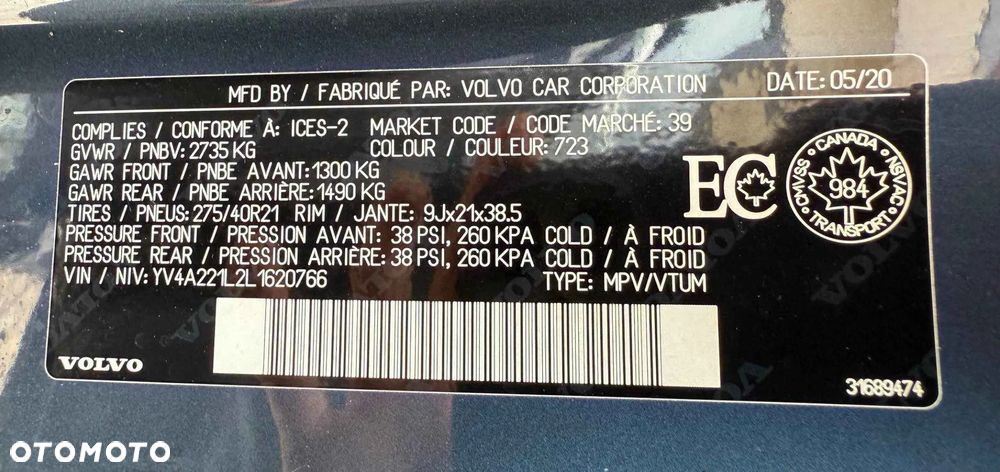 MFD BY / FABRIQUÉ PAR: VOLVO CAR CORPORATION DATE: 05/20
COMPLIES / CONFORME À: ICES-2 MARKET CODE / CODE MARCHÉ: 39
GVWR / PNBV: 2735 KG COLOUR / COULEUR: 723
GAWR FRONT / PNBE AVANT: 1300 KG
GAWR REAR / PNBE ARRIÈRE: 1490 KG
TIRES / PNEUS: 275/40R21 RIM / JANTE: 9Jx21x38.5
PRESSURE FRONT / PRESSION AVANT: 38 PSI, 260 KPA COLD / À FROID
PRESSURE REAR / PRESSION ARRIÈRE: 38 PSI, 260 KPA COLD / À FROID
VIN / NIV: YV4A221L2L1620766 TYPE: MPV/VTUM
EC
CANADA
CMVSS NSVAC
984
TRANSPORT
VOLVO
31689474
OTOMOTO